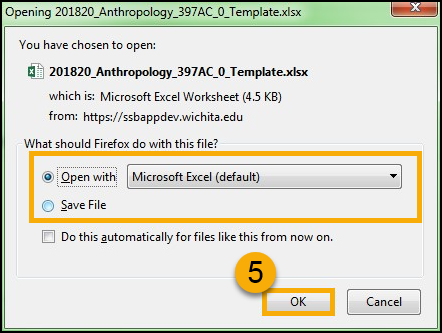 Opening 201820_Anthropology_397AC_0_Template.xlsx
You have chosen to open:
201820_Anthropology_397AC_0_Template.xlsx
which is: Microsoft Excel Worksheet (4.5 KB)
from: https://ssbappdev.wichita.edu
What should Firefox do with this file?
Open with Microsoft Excel (default)
Save File
Do this automatically for files like this from now on.
5
OK Cancel